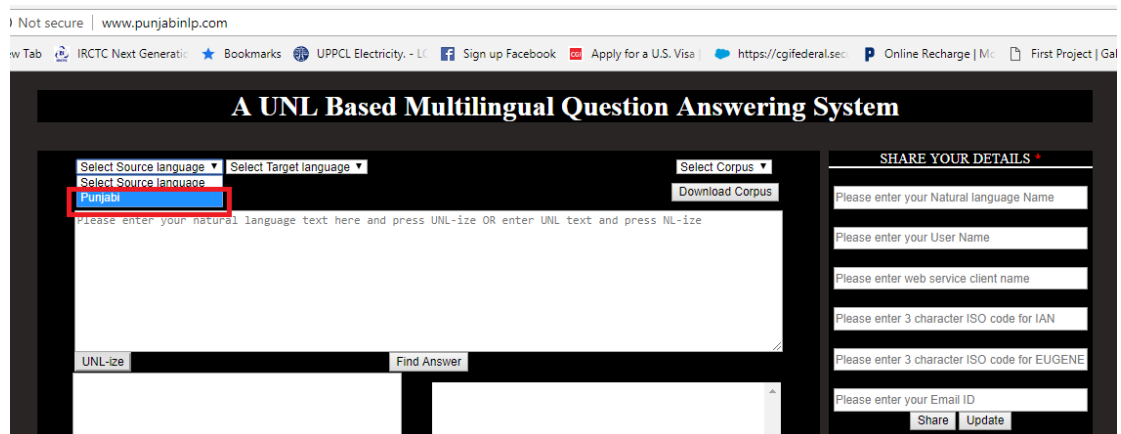 Not secure | www.punjabinlp.com
ew Tab IRCTC Next Generatio Bookmarks UPPCL Electricity. - LC Sign up Facebook Apply for a U.S. Visa | https://cgifederal.sec Online Recharge | Mo First Project | Gal
A UNL Based Multilingual Question Answering System
Select Source language Select Target language Select Corpus
Select Source language
Punjabi
Download Corpus
Please enter your natural language text here and press UNL-ize OR enter UNL text and press NL-ize
UNL-ize Find Answer
SHARE YOUR DETAILS *
Please enter your Natural language Name
Please enter your User Name
Please enter web service client name
Please enter 3 character ISO code for IAN
Please enter 3 character ISO code for EUGENE
Please enter your Email ID
Share Update